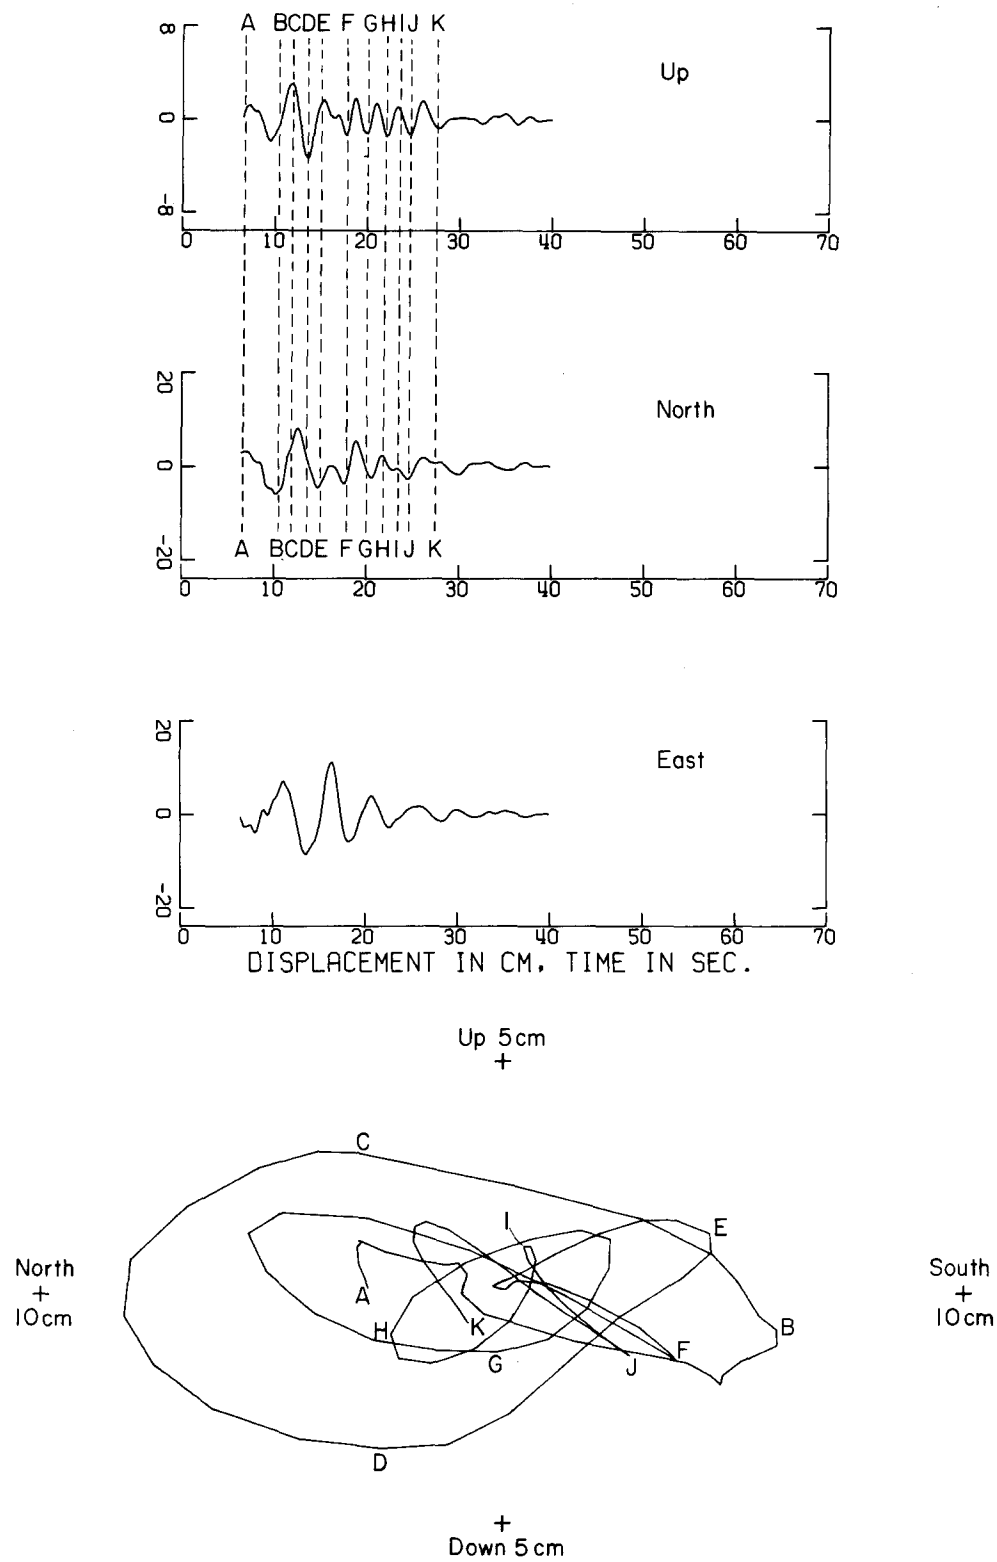 A BCDE F GHIJ K
8
Up
0
-8
0 10 20 30 40 50 60 70
20
North
0
A BCDE F GHIJ K
-20
0 10 20 30 40 50 60 70
20
East
0
-20
0 10 20 30 40 50 60 70
DISPLACEMENT IN CM, TIME IN SEC.
Up 5cm
+
C
I
E
North
+
10cm
South
+
10cm
A
H
K
B
G
J
F
D
+
Down 5cm